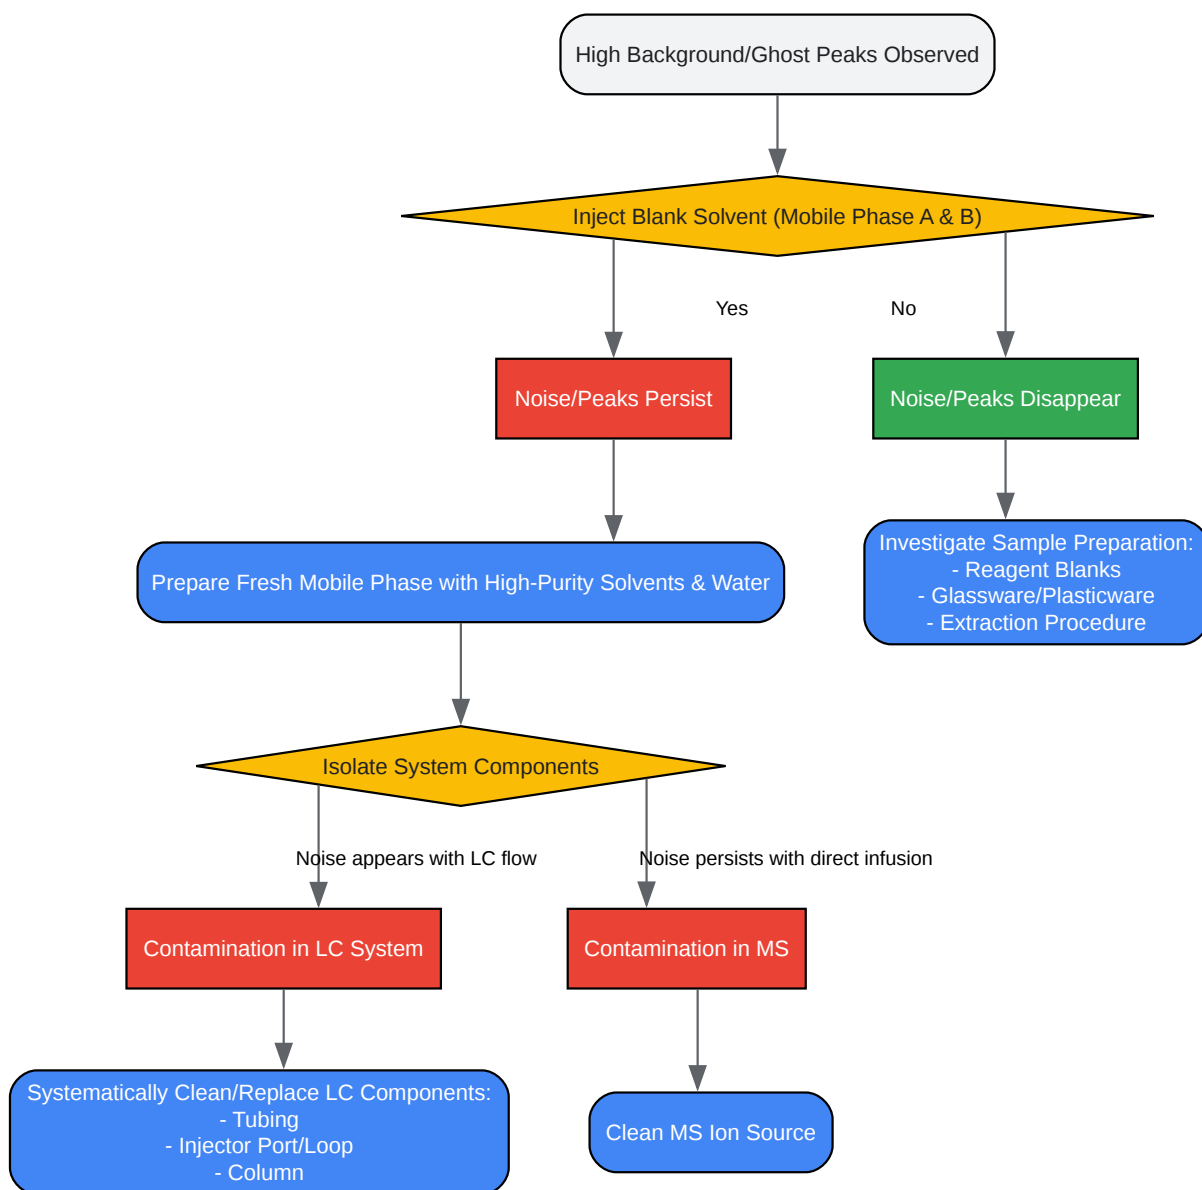 High Background/Ghost Peaks Observed
Inject Blank Solvent (Mobile Phase A & B)
Yes
No
Noise/Peaks Persist
Noise/Peaks Disappear
Prepare Fresh Mobile Phase with High-Purity Solvents & Water
Investigate Sample Preparation:
- Reagent Blanks
- Glassware/Plasticware
- Extraction Procedure
Isolate System Components
Noise appears with LC flow
Noise persists with direct infusion
Contamination in LC System
Contamination in MS
Systematically Clean/Replace LC Components:
- Tubing
- Injector Port/Loop
- Column
Clean MS Ion Source